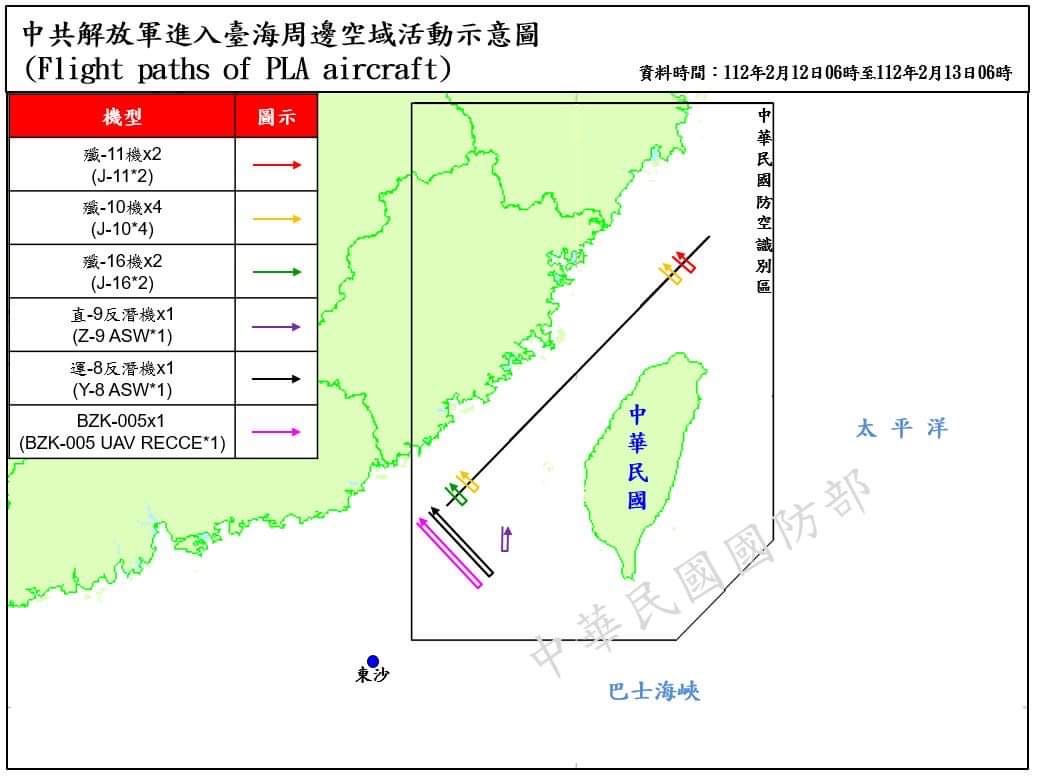 中共解放軍進入臺海周邊空域活動示意圖
(Flight paths of PLA aircraft)
資料時間：112年2月12日06時至112年2月13日06時
機型 圖示
殲-11機x2
(J-11*2)
殲-10機x4
(J-10*4)
殲-16機x2
(J-16*2)
直-9反潛機x1
(Z-9 ASW*1)
運-8反潛機x1
(Y-8 ASW*1)
BZK-005x1
(BZK-005 UAV RECCE*1)
中華民國防空識別區
中華民國
太平洋
中華民國國防部
東沙
巴士海峽